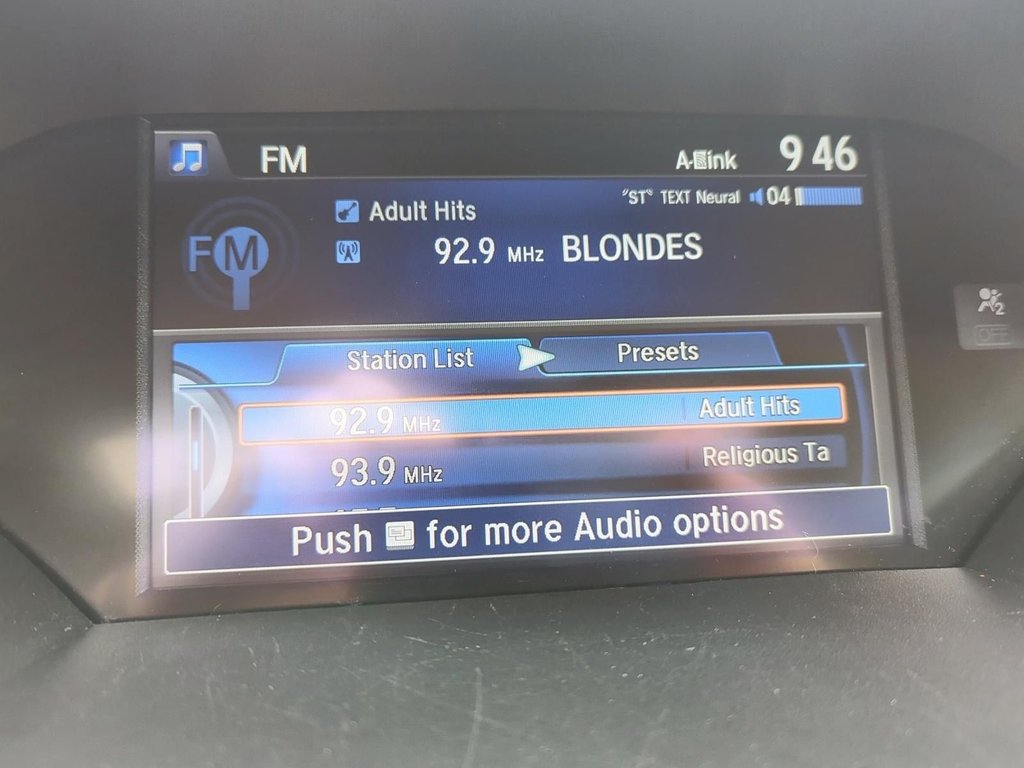 FM A-Link 9 46
"ST" TEXT Neural 04
Adult Hits
FM
92.9 MHz BLONDES
Station List Presets
92.9 MHz Adult Hits
93.9 MHz Religious Ta
Push for more Audio options
2
OFF